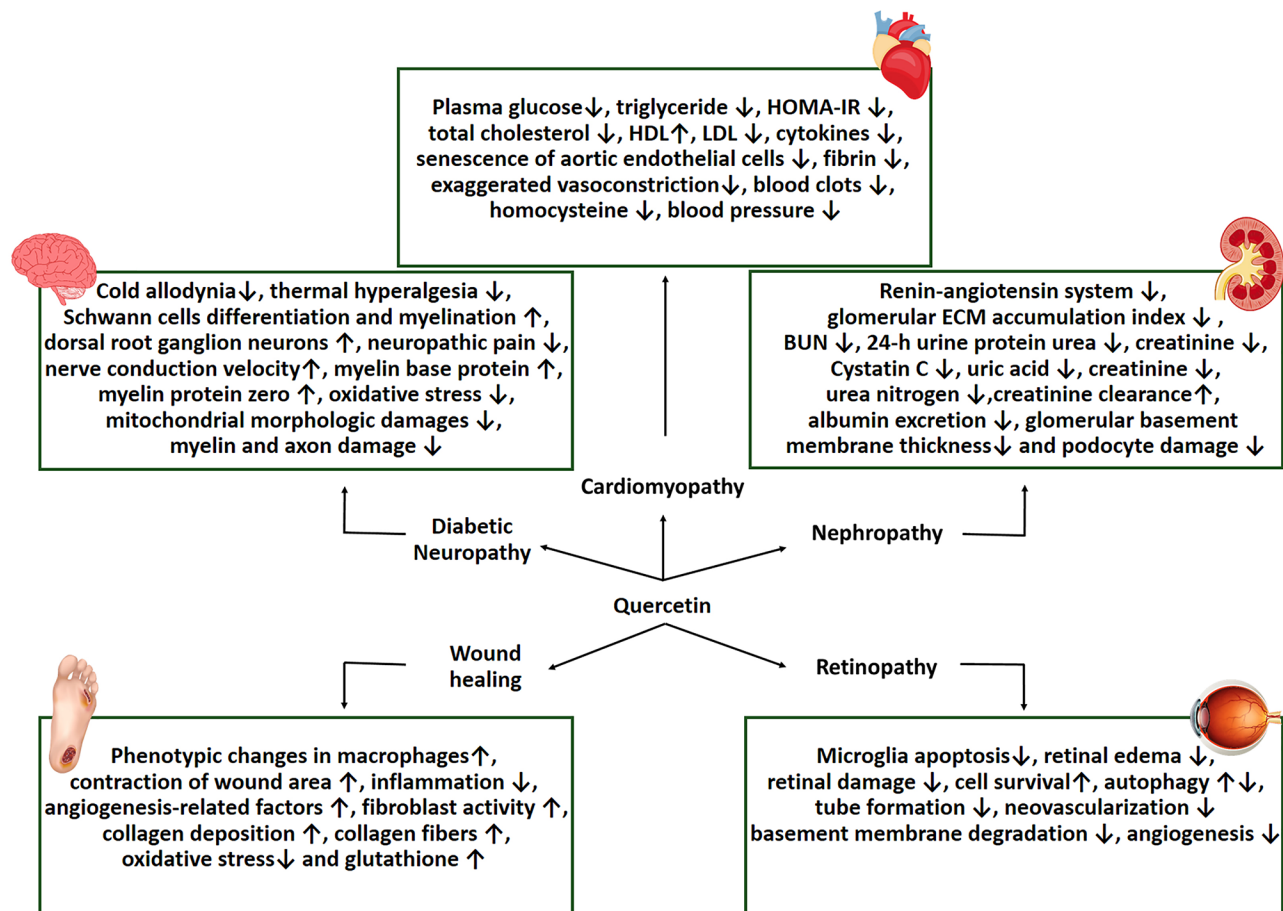 Plasma glucose↓, triglyceride ↓, HOMA-IR ↓,
total cholesterol ↓, HDL↑, LDL ↓, cytokines ↓,
senescence of aortic endothelial cells ↓, fibrin ↓,
exaggerated vasoconstriction↓, blood clots ↓,
homocysteine ↓, blood pressure ↓
Cold allodynia↓, thermal hyperalgesia ↓,
Schwann cells differentiation and myelination ↑,
dorsal root ganglion neurons ↑, neuropathic pain ↓,
nerve conduction velocity↑, myelin base protein ↑,
myelin protein zero ↑, oxidative stress ↓,
mitochondrial morphologic damages ↓,
myelin and axon damage ↓
Renin-angiotensin system ↓,
glomerular ECM accumulation index ↓,
BUN ↓, 24-h urine protein urea ↓, creatinine ↓,
Cystatin C ↓, uric acid ↓, creatinine ↓,
urea nitrogen ↓,creatinine clearance↑,
albumin excretion ↓, glomerular basement
membrane thickness↓ and podocyte damage ↓
Cardiomyopathy
Diabetic
Neuropathy
Nephropathy
Quercetin
Wound
healing
Retinopathy
Phenotypic changes in macrophages↑,
contraction of wound area ↑, inflammation ↓,
angiogenesis-related factors ↑, fibroblast activity ↑,
collagen deposition ↑, collagen fibers ↑,
oxidative stress↓ and glutathione ↑
Microglia apoptosis↓, retinal edema ↓,
retinal damage ↓, cell survival↑, autophagy ↑↓,
tube formation ↓, neovascularization ↓
basement membrane degradation ↓, angiogenesis ↓